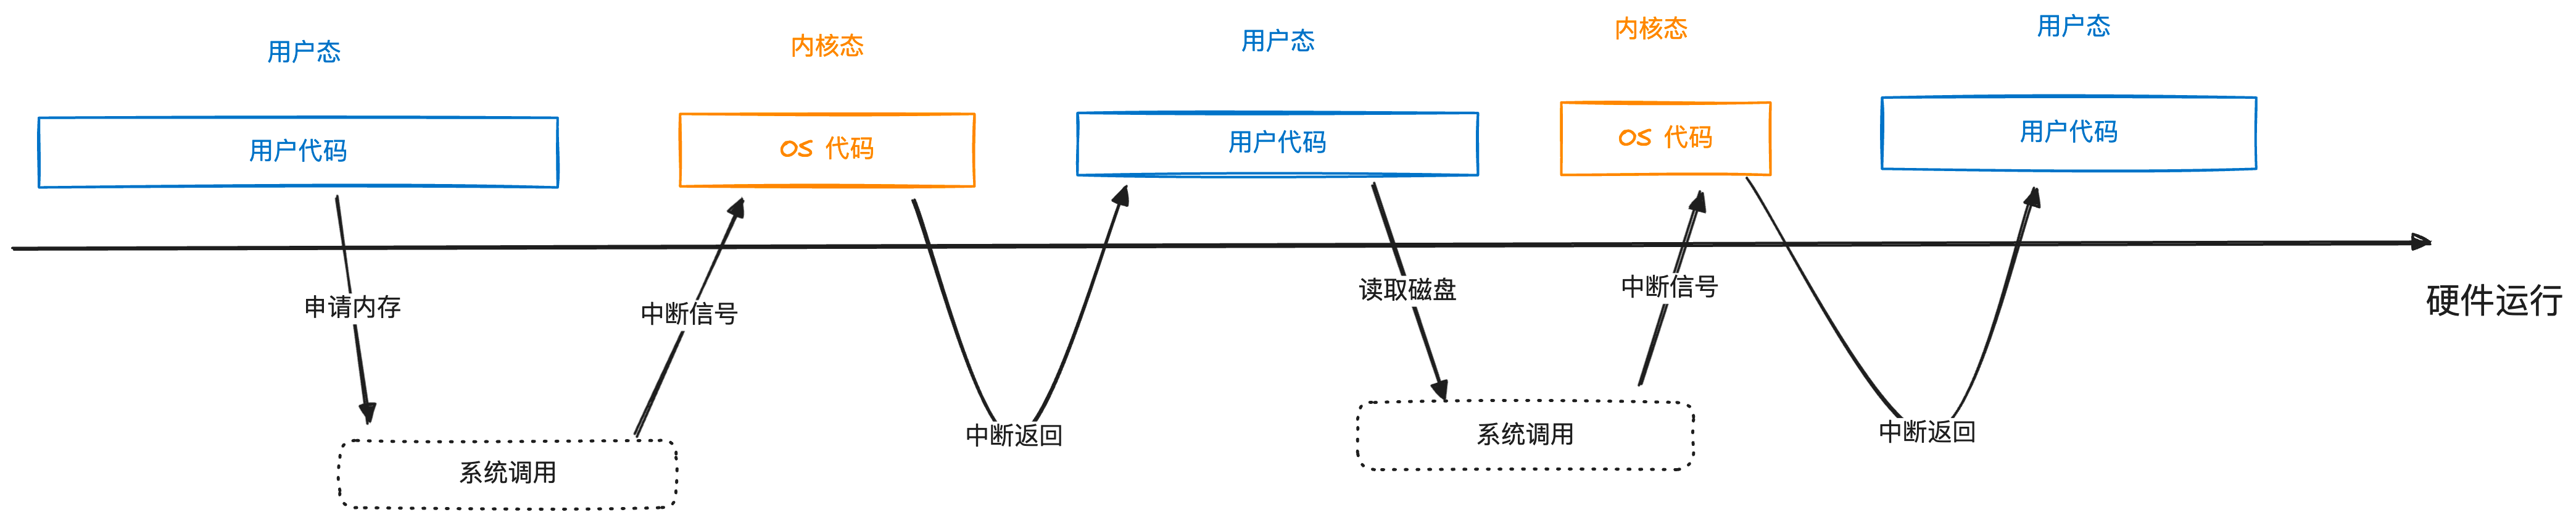 用户态
内核态
用户态
内核态
用户态
用户代码
OS 代码
用户代码
OS 代码
用户代码
申请内存
中断信号
读取磁盘
中断信号
硬件运行
系统调用
中断返回
系统调用
中断返回